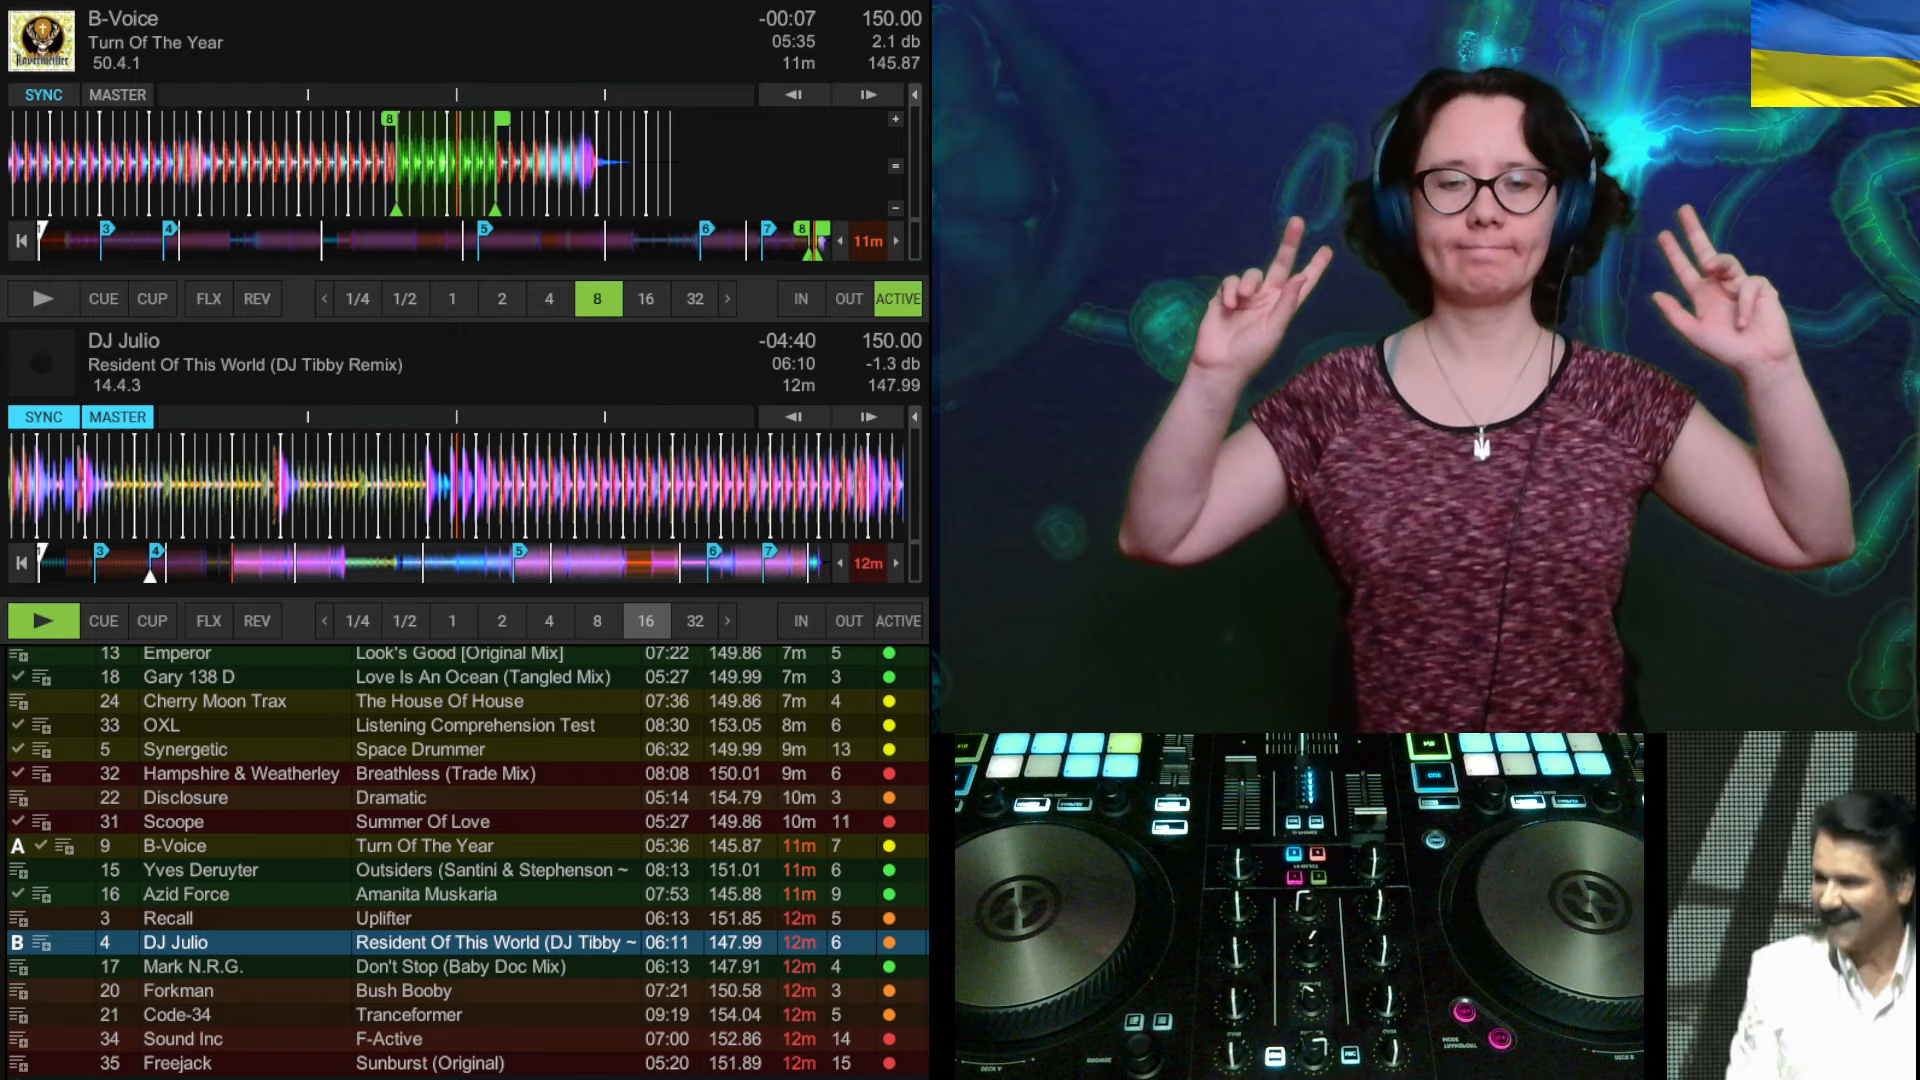 B-Voice -00:07 150.00
Turn Of The Year 05:35 2.1 db
50.4.1 11m 145.87
Ravermeister
SYNC MASTER
8
1 3 4 5 6 7 8 11m
CUE CUP FLX REV 1/4 1/2 1 2 4 8 16 32 IN OUT ACTIVE
DJ Julio -04:40 150.00
Resident Of This World (DJ Tibby Remix) 06:10 -1.3 db
14.4.3 12m 147.99
SYNC MASTER
1 3 4 5 6 7 12m
CUE CUP FLX REV 1/4 1/2 1 2 4 8 16 32 IN OUT ACTIVE
13 Emperor Look's Good [Original Mix] 07:22 149.86 7m 5
18 Gary 138 D Love Is An Ocean (Tangled Mix) 05:27 149.99 7m 3
24 Cherry Moon Trax The House Of House 07:36 149.86 7m 4
33 OXL Listening Comprehension Test 08:30 153.05 8m 6
5 Synergetic Space Drummer 06:32 149.99 9m 13
32 Hampshire & Weatherley Breathless (Trade Mix) 08:08 150.01 9m 6
22 Disclosure Dramatic 05:14 154.79 10m 3
31 Scoope Summer Of Love 05:27 149.86 10m 11
A 9 B-Voice Turn Of The Year 05:36 145.87 11m 7
15 Yves Deruyter Outsiders (Santini & Stephenson ~ 08:13 151.01 11m 6
16 Azid Force Amanita Muskaria 07:53 145.88 11m 9
3 Recall Uplifter 06:13 151.85 12m 5
B 4 DJ Julio Resident Of This World (DJ Tibby ~ 06:11 147.99 12m 6
17 Mark N.R.G. Don't Stop (Baby Doc Mix) 06:13 147.91 12m 4
20 Forkman Bush Booby 07:21 150.58 12m 3
21 Code-34 Tranceformer 09:19 154.04 12m 5
34 Sound Inc F-Active 07:00 152.86 12m 14
35 Freejack Sunburst (Original) 05:20 151.89 12m 15